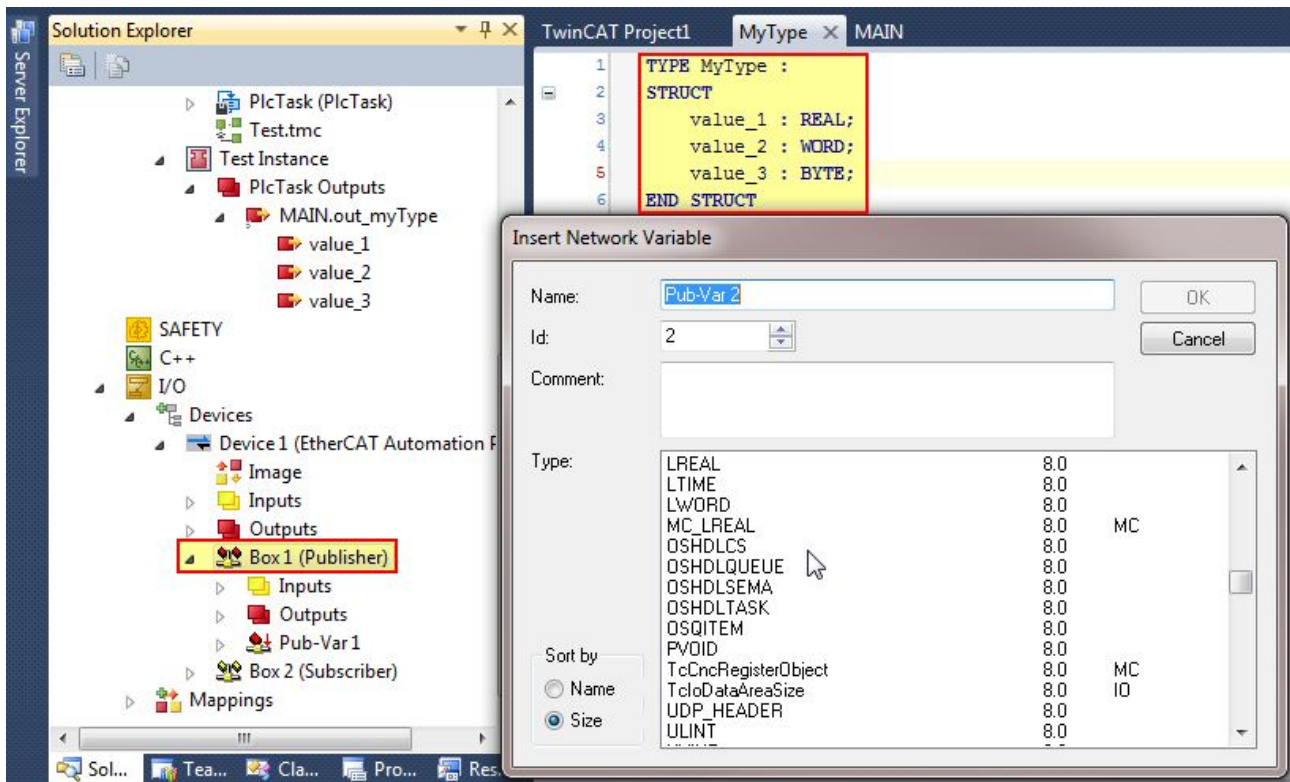 Server Explorer
Solution Explorer
PlcTask (PlcTask)
Test.tmc
Test Instance
PlcTask Outputs
MAIN.out_myType
value_1
value_2
value_3
SAFETY
C++
I/O
Devices
Device 1 (EtherCAT Automation P
Image
Inputs
Outputs
Box 1 (Publisher)
Inputs
Outputs
Pub-Var 1
Box 2 (Subscriber)
Mappings
Sol... Tea... Cla... Pro... Res.
TwinCAT Project1 MyType MAIN
1 TYPE MyType :
2 STRUCT
3 value_1 : REAL;
4 value_2 : WORD;
5 value_3 : BYTE;
6 END STRUCT
Insert Network Variable
Name: Pub-Var 2 OK
Id: 2 Cancel
Comment:
Type:
LREAL 8.0
LTIME 8.0
LWORD 8.0
MC_LREAL 8.0 MC
OSHDLCS 8.0
OSHDLQUEUE 8.0
OSHDLSEMA 8.0
OSHDLTASK 8.0
OSQITEM 8.0
PVOID 8.0
TcCncRegisterObject 8.0 MC
TcIoDataAreaSize 8.0 IO
UDP_HEADER 8.0
ULINT 8.0
Sort by
Name
Size